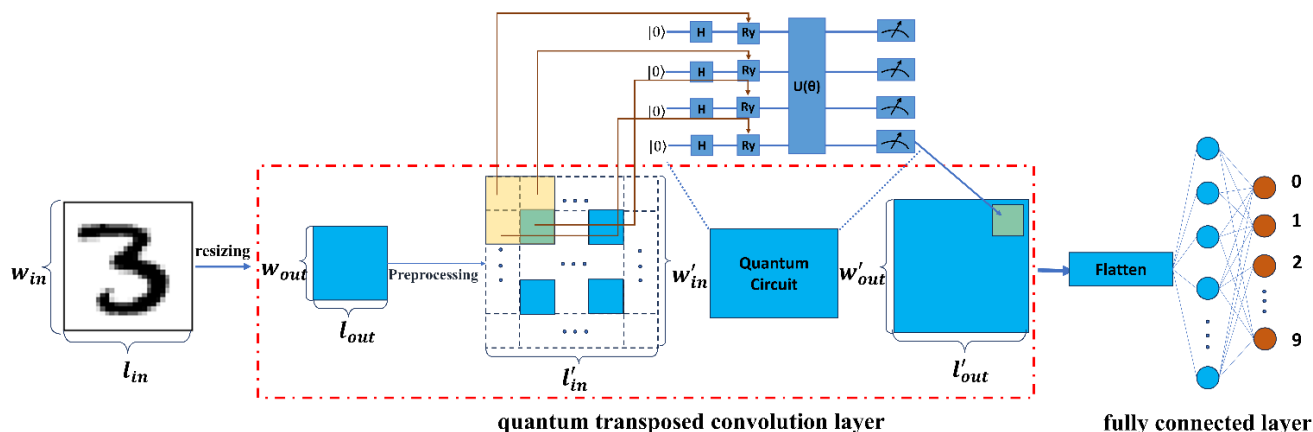 |0⟩ H Ry
|0⟩ H Ry
|0⟩ H Ry
|0⟩ H Ry
U(θ)
w_in
3
l_in
resizing
w_out
l_out
Preprocessing
w'_in
l'_in
Quantum
Circuit
w'_out
l'_out
Flatten
0
1
2
9
quantum transposed convolution layer
fully connected layer